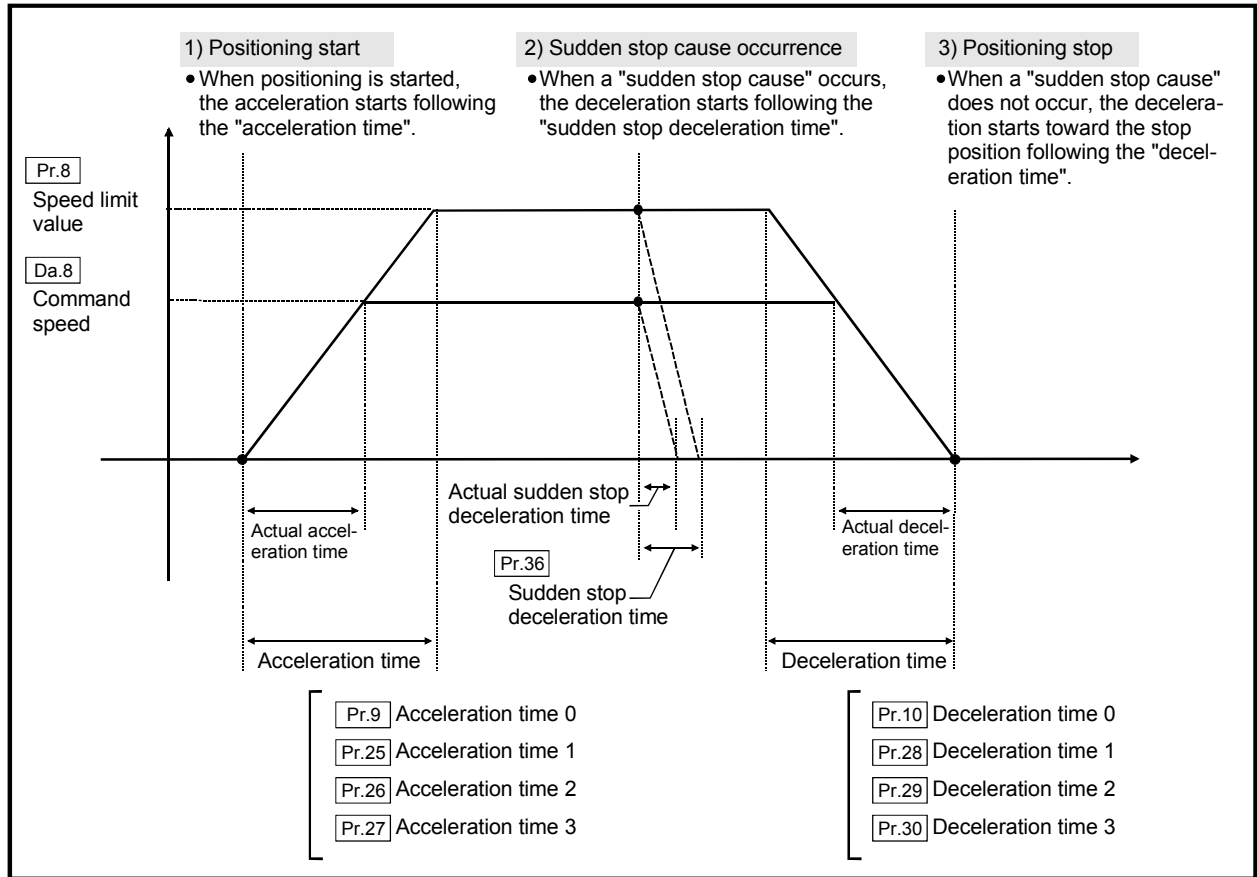 1) Positioning start
• When positioning is started,
the acceleration starts following
the "acceleration time".
2) Sudden stop cause occurrence
• When a "sudden stop cause" occurs,
the deceleration starts following the
"sudden stop deceleration time".
3) Positioning stop
• When a "sudden stop cause"
does not occur, the decelera-
tion starts toward the stop
position following the "decel-
eration time".
Pr.8
Speed limit
value
Da.8
Command
speed
Actual accel-
eration time
Actual sudden stop
deceleration time
Actual decel-
eration time
Pr.36
Sudden stop
deceleration time
Acceleration time
Deceleration time
Pr.9 Acceleration time 0
Pr.25 Acceleration time 1
Pr.26 Acceleration time 2
Pr.27 Acceleration time 3
Pr.10 Deceleration time 0
Pr.28 Deceleration time 1
Pr.29 Deceleration time 2
Pr.30 Deceleration time 3